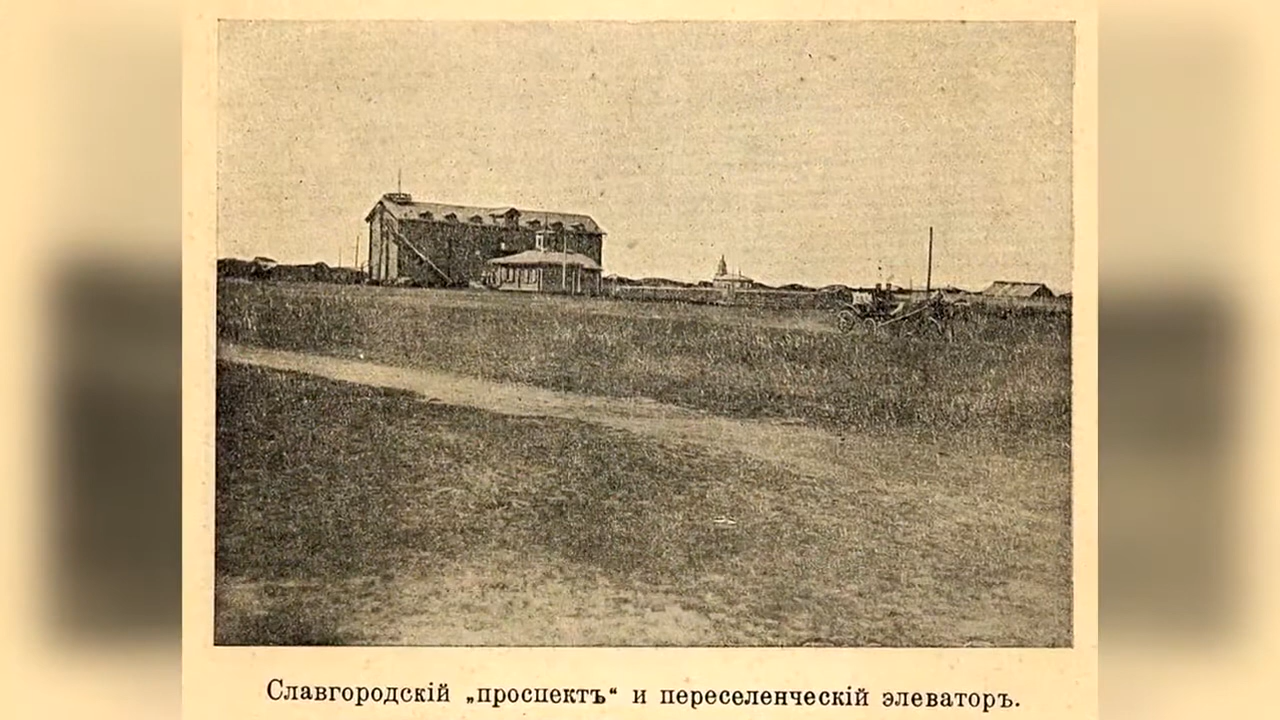 Славгородскій „проспектъ“ и переселенческій элеваторъ.